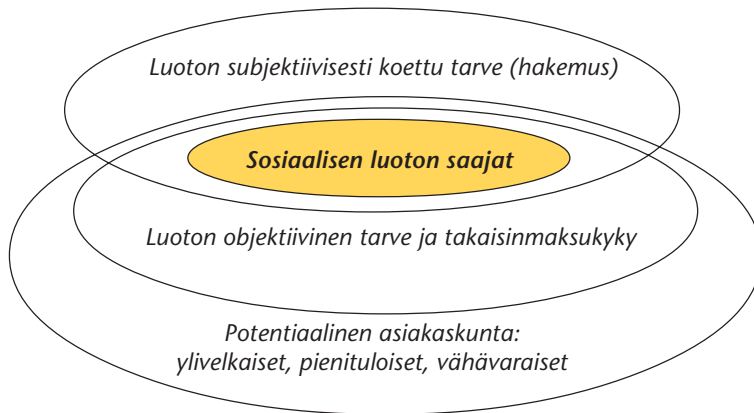 Luoton subjektiivisesti koettu tarve (hakemus)
Sosiaalisen luoton saajat
Luoton objektiivinen tarve ja takaisinmaksukyky
Potentiaalinen asiakaskunta:
ylivelkaiset, pienituloiset, vähävaraiset